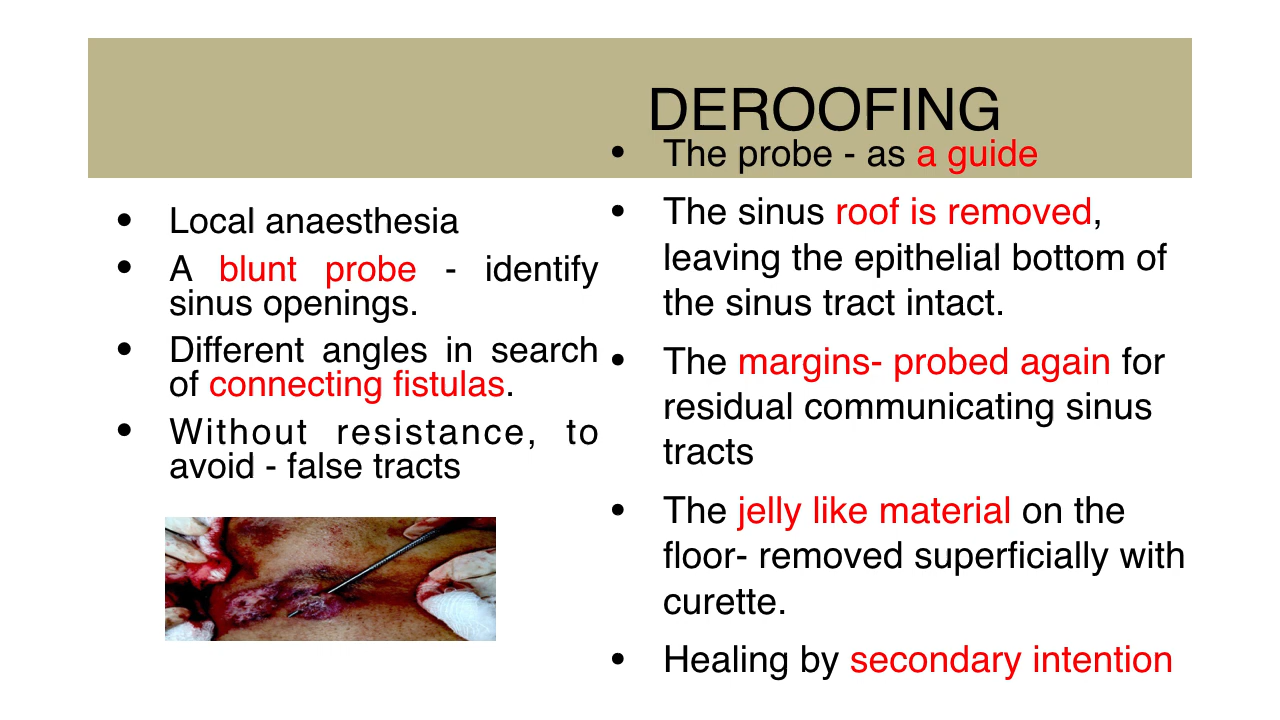 DEROOFING
• Local anaesthesia
• A blunt probe - identify
sinus openings.
• Different angles in search
of connecting fistulas.
• Without resistance, to
avoid - false tracts
• The probe - as a guide
• The sinus roof is removed,
leaving the epithelial bottom of
the sinus tract intact.
• The margins- probed again for
residual communicating sinus
tracts
• The jelly like material on the
floor- removed superficially with
curette.
• Healing by secondary intention